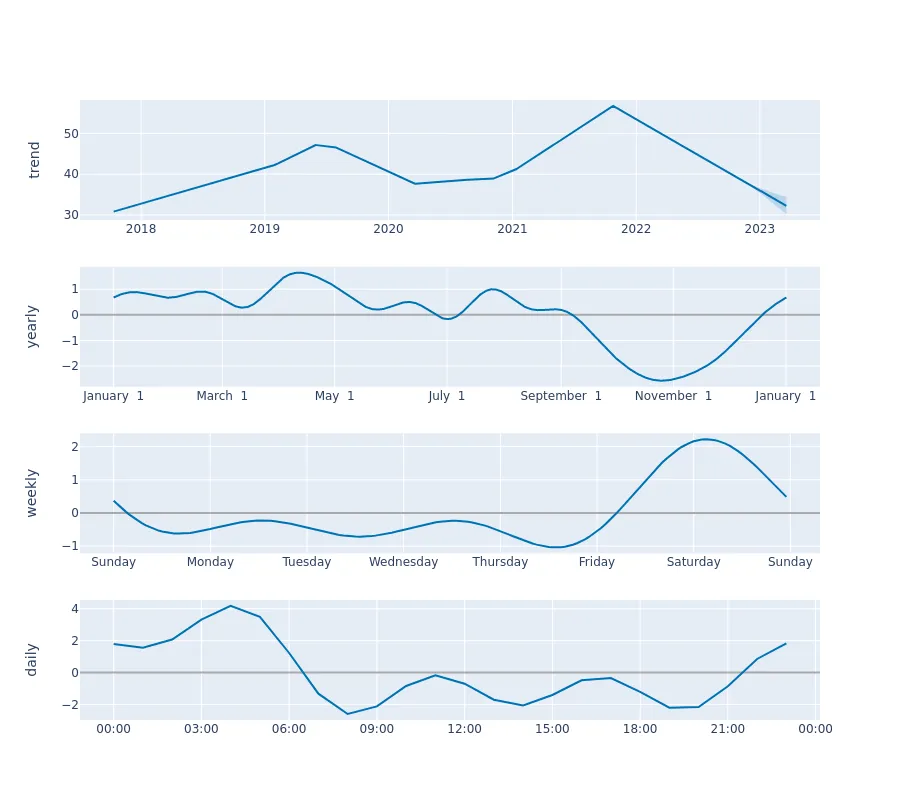 trend
50
40
30
2018 2019 2020 2021 2022 2023
yearly
1
0
−1
−2
January 1 March 1 May 1 July 1 September 1 November 1 January 1
weekly
2
1
0
−1
Sunday Monday Tuesday Wednesday Thursday Friday Saturday Sunday
daily
4
2
0
−2
00:00 03:00 06:00 09:00 12:00 15:00 18:00 21:00 00:00